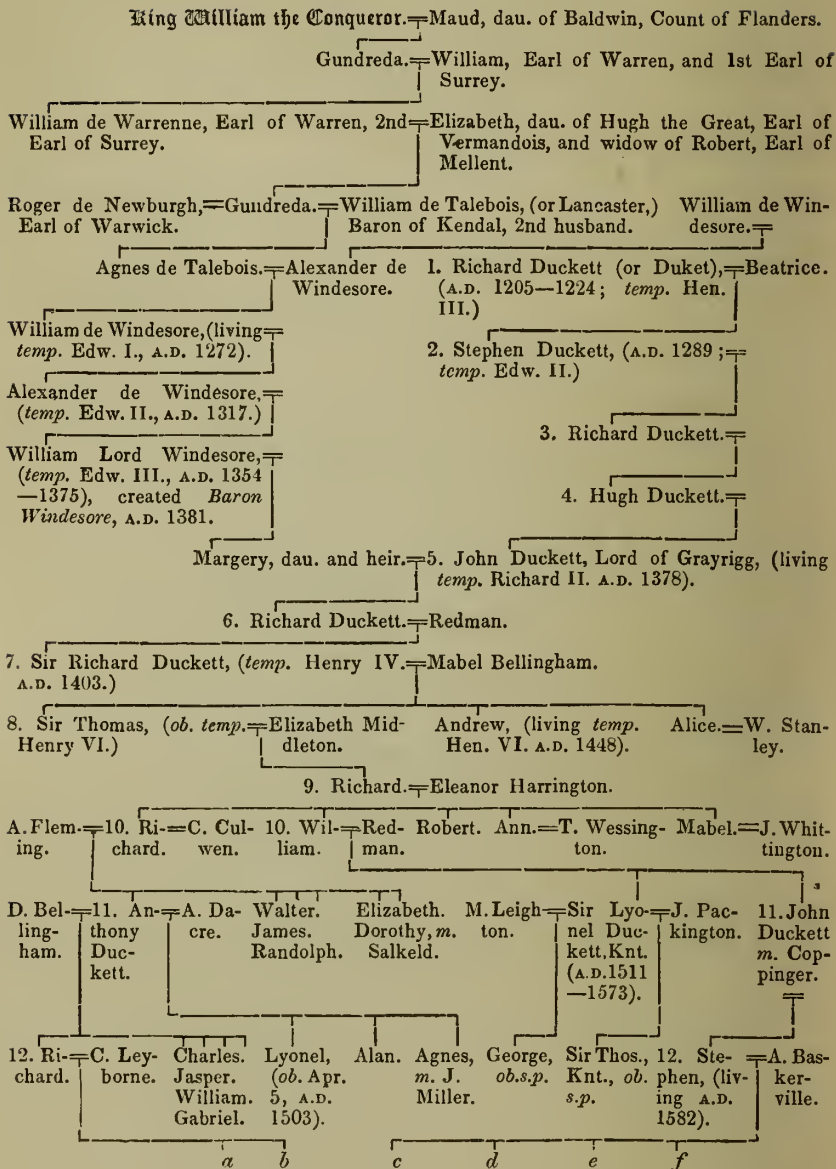 King William the Conqueror.=Maud, dau. of Baldwin, Count of Flanders.
Gundreda.=William, Earl of Warren, and 1st Earl of
Surrey.
William de Warrenne, Earl of Warren, 2nd=Elizabeth, dau. of Hugh the Great, Earl of
Earl of Surrey. Vermandois, and widow of Robert, Earl of
Mellent.
Roger de Newburgh,=Gundreda.=William de Talebois, (or Lancaster,) William de Win-
Earl of Warwick. Baron of Kendal, 2nd husband. desore.=
Agnes de Talebois.=Alexander de 1. Richard Duckett (or Duket),=Beatrice.
Windesore. (A.D. 1205—1224; temp. Hen.
III.)
William de Windesore,(living=
temp. Edw. I., A.D. 1272). 2. Stephen Duckett, (A.D. 1289;=
temp. Edw. II.)
Alexander de Windesore,=
(temp. Edw. II., A.D. 1317.)
3. Richard Duckett.=
William Lord Windesore,=
(temp. Edw. III., A.D. 1354
—1375), created Baron 4. Hugh Duckett.=
Windesore, A.D. 1381.
Margery, dau. and heir.=5. John Duckett, Lord of Grayrigg, (living
temp. Richard II. A.D. 1378).
6. Richard Duckett.=Redman.
7. Sir Richard Duckett, (temp. Henry IV.=Mabel Bellingham.
A.D. 1403.)
8. Sir Thomas, (ob. temp.=Elizabeth Mid- Andrew, (living temp. Alice.=W. Stan-
Henry VI.) dleton. Hen. VI. A.D. 1448). ley.
9. Richard.=Eleanor Harrington.
A. Flem-=10. Ri-=C. Cul- 10. Wil-=Red- Robert. Ann.=T. Wessing- Mabel.=J. Whit-
ing. chard. wen. liam. man. ton. tington.
D. Bel-=11. An-=A. Da- Walter. Elizabeth. M. Leigh-=Sir Lyo-=J. Pac- 11. John
ling- thony cre. James. Dorothy, m. ton. nel Duc- kington. Duckett
ham. Duc- Randolph. Salkeld. kett, Knt. m. Cop-
kett. (A.D. 1511 pinger.
—1573). =
12. Ri-=C. Ley- Charles. Lyonel, Alan. Agnes, George, Sir Thos., 12. Ste-=A. Bas-
chard. borne. Jasper. (ob. Apr. m. J. ob.s.p. Knt., ob. phen, (liv- ker-
William. 5, A.D. Miller. s.p. ing A.D. ville.
Gabriel. 1503). 1582).
a b c d e f